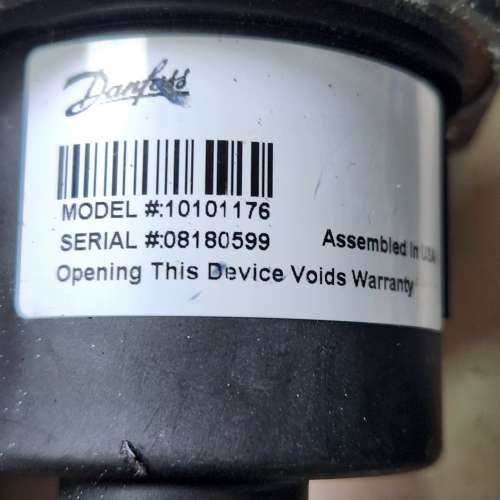 Danfoss
MODEL #:10101176
SERIAL #:08180599
Assembled in USA
Opening This Device Voids Warranty